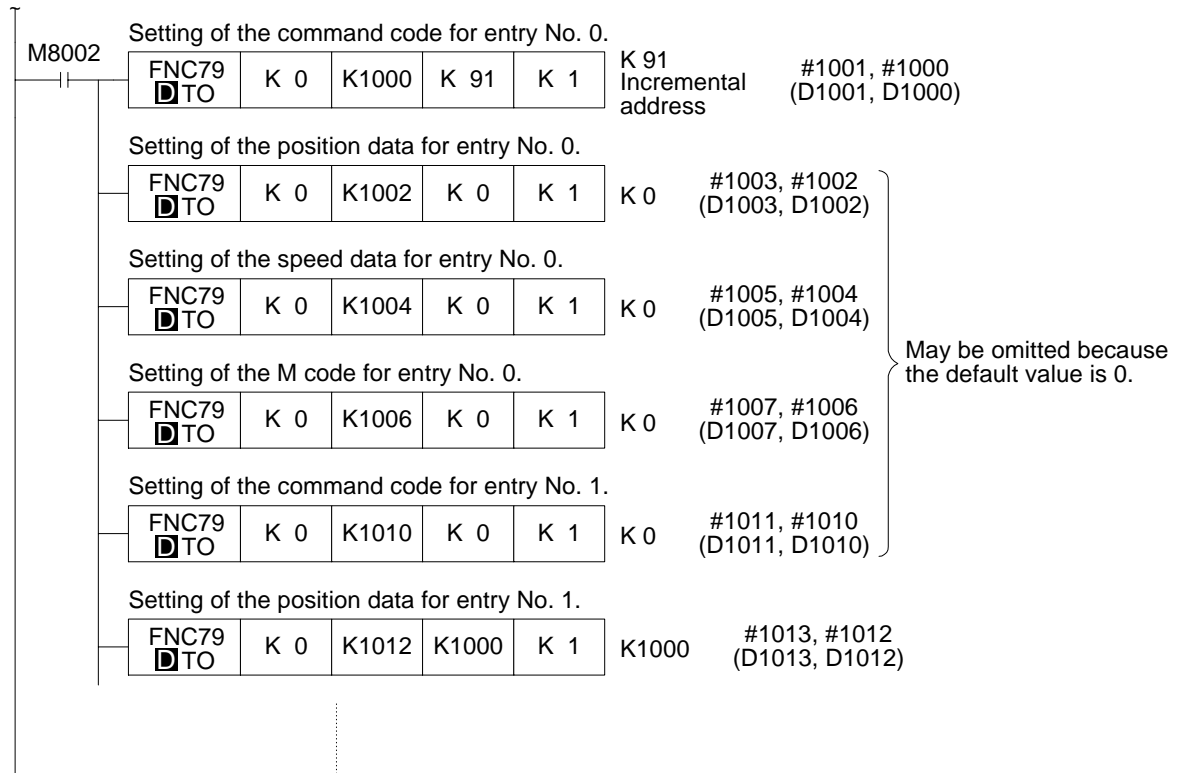 Setting of the command code for entry No. 0.
M8002
FNC79 D TO K 0 K1000 K 91 K 1
K 91
Incremental
address
#1001, #1000
(D1001, D1000)
Setting of the position data for entry No. 0.
FNC79 D TO K 0 K1002 K 0 K 1
K 0
#1003, #1002
(D1003, D1002)
Setting of the speed data for entry No. 0.
FNC79 D TO K 0 K1004 K 0 K 1
K 0
#1005, #1004
(D1005, D1004)
May be omitted because
the default value is 0.
Setting of the M code for entry No. 0.
FNC79 D TO K 0 K1006 K 0 K 1
K 0
#1007, #1006
(D1007, D1006)
Setting of the command code for entry No. 1.
FNC79 D TO K 0 K1010 K 0 K 1
K 0
#1011, #1010
(D1011, D1010)
Setting of the position data for entry No. 1.
FNC79 D TO K 0 K1012 K1000 K 1
K1000
#1013, #1012
(D1013, D1012)